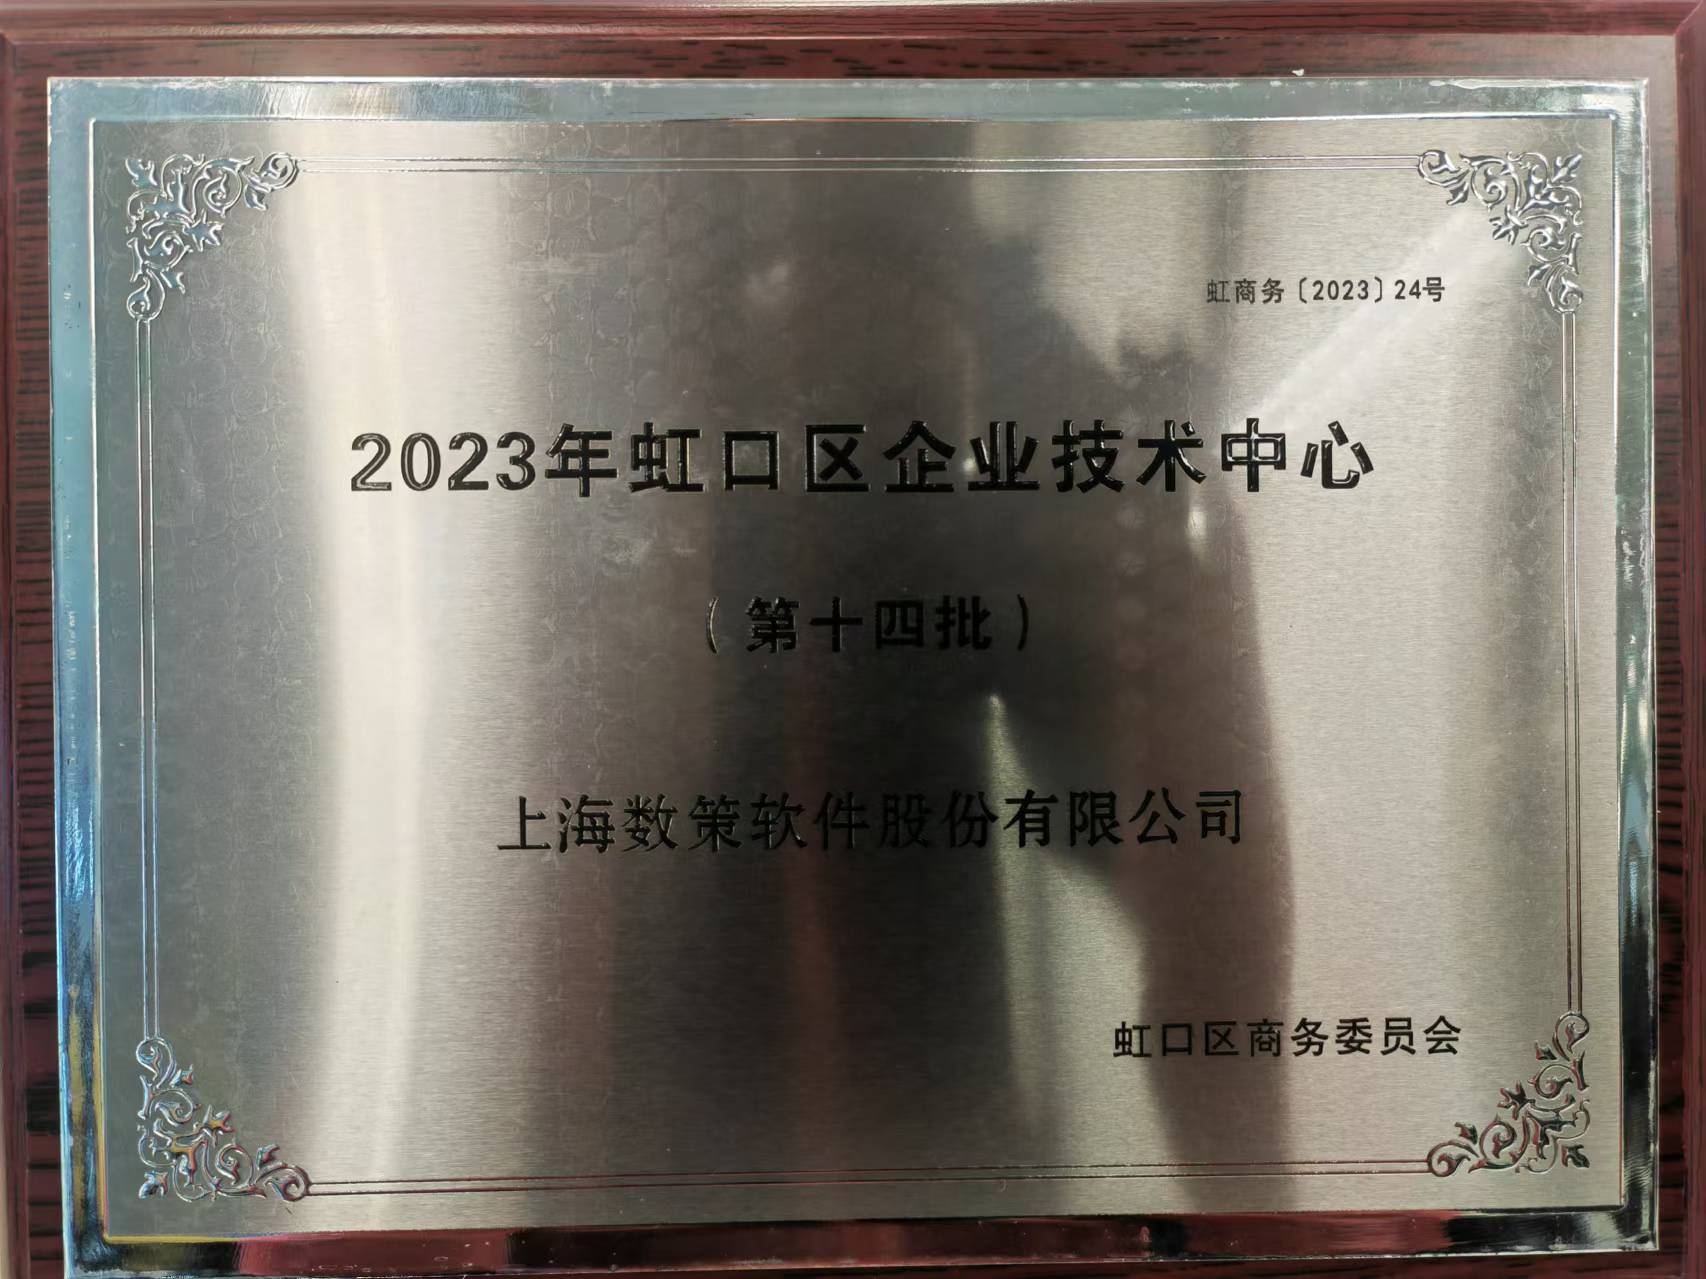 虹商务〔2023〕24号
2023年虹口区企业技术中心
（第十四批）
上海数策软件股份有限公司
虹口区商务委员会